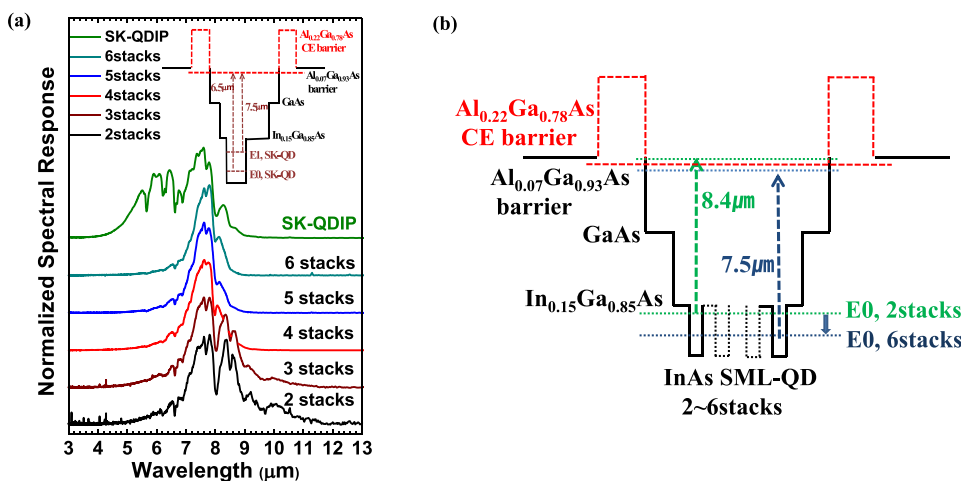 (a)
SK-QDIP
6stacks
5stacks
4stacks
3stacks
2stacks
Al0.22Ga0.78As
CE barrier
Al0.07Ga0.93As
barrier
6.5μm
7.5μm
GaAs
In0.15Ga0.85As
E1, SK-QD
E0, SK-QD
SK-QDIP
6 stacks
5 stacks
4 stacks
3 stacks
2 stacks
Normalized Spectral Response
3 4 5 6 7 8 9 10 11 12 13
Wavelength (μm)
(b)
Al0.22Ga0.78As
CE barrier
Al0.07Ga0.93As
barrier
8.4μm
GaAs
7.5μm
In0.15Ga0.85As
E0, 2stacks
E0, 6stacks
InAs SML-QD
2~6stacks